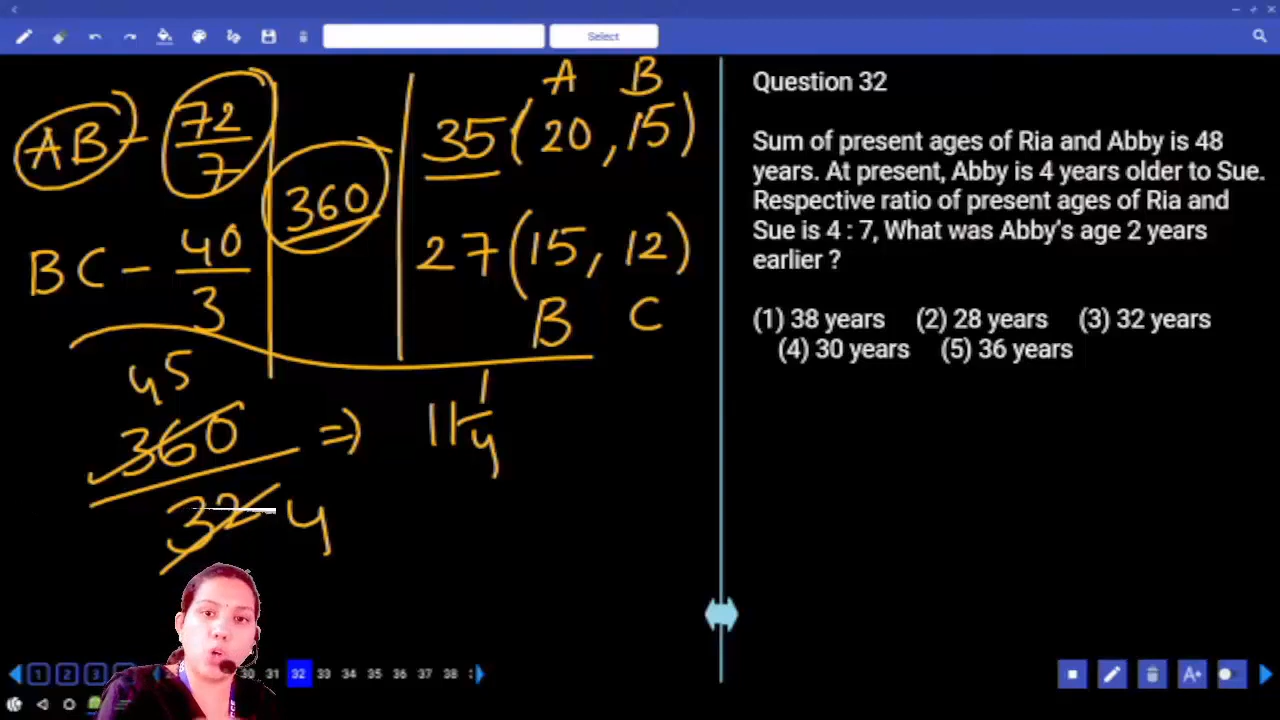 Select
AB - 72/7
BC - 40/3
360
A B
35 (20, 15)
27 (15, 12)
B C
45
360/32 4 => 11 1/4
Question 32
Sum of present ages of Ria and Abby is 48
years. At present, Abby is 4 years older to Sue.
Respective ratio of present ages of Ria and
Sue is 4 : 7, What was Abby's age 2 years
earlier ?
(1) 38 years (2) 28 years (3) 32 years
(4) 30 years (5) 36 years
1 2 3 30 31 32 33 34 35 36 37 38
A+